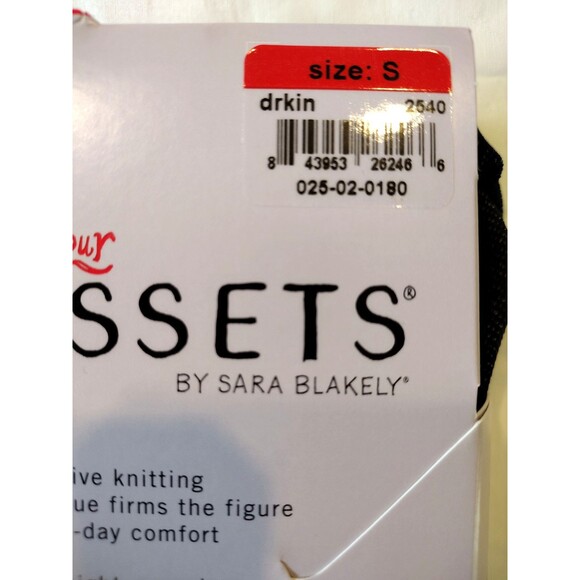 size: S
drkin 2540
8 43953 26246 6
025-02-0180
SSETS®
BY SARA BLAKELY®
ive knitting
ue firms the figure
-day comfort